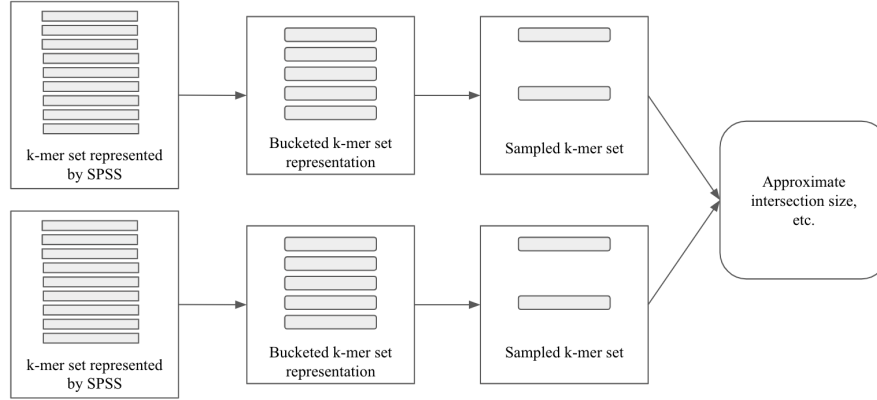 k-mer set represented
by SPSS
Bucketed k-mer set
representation
Sampled k-mer set
Approximate
intersection size,
etc.
k-mer set represented
by SPSS
Bucketed k-mer set
representation
Sampled k-mer set